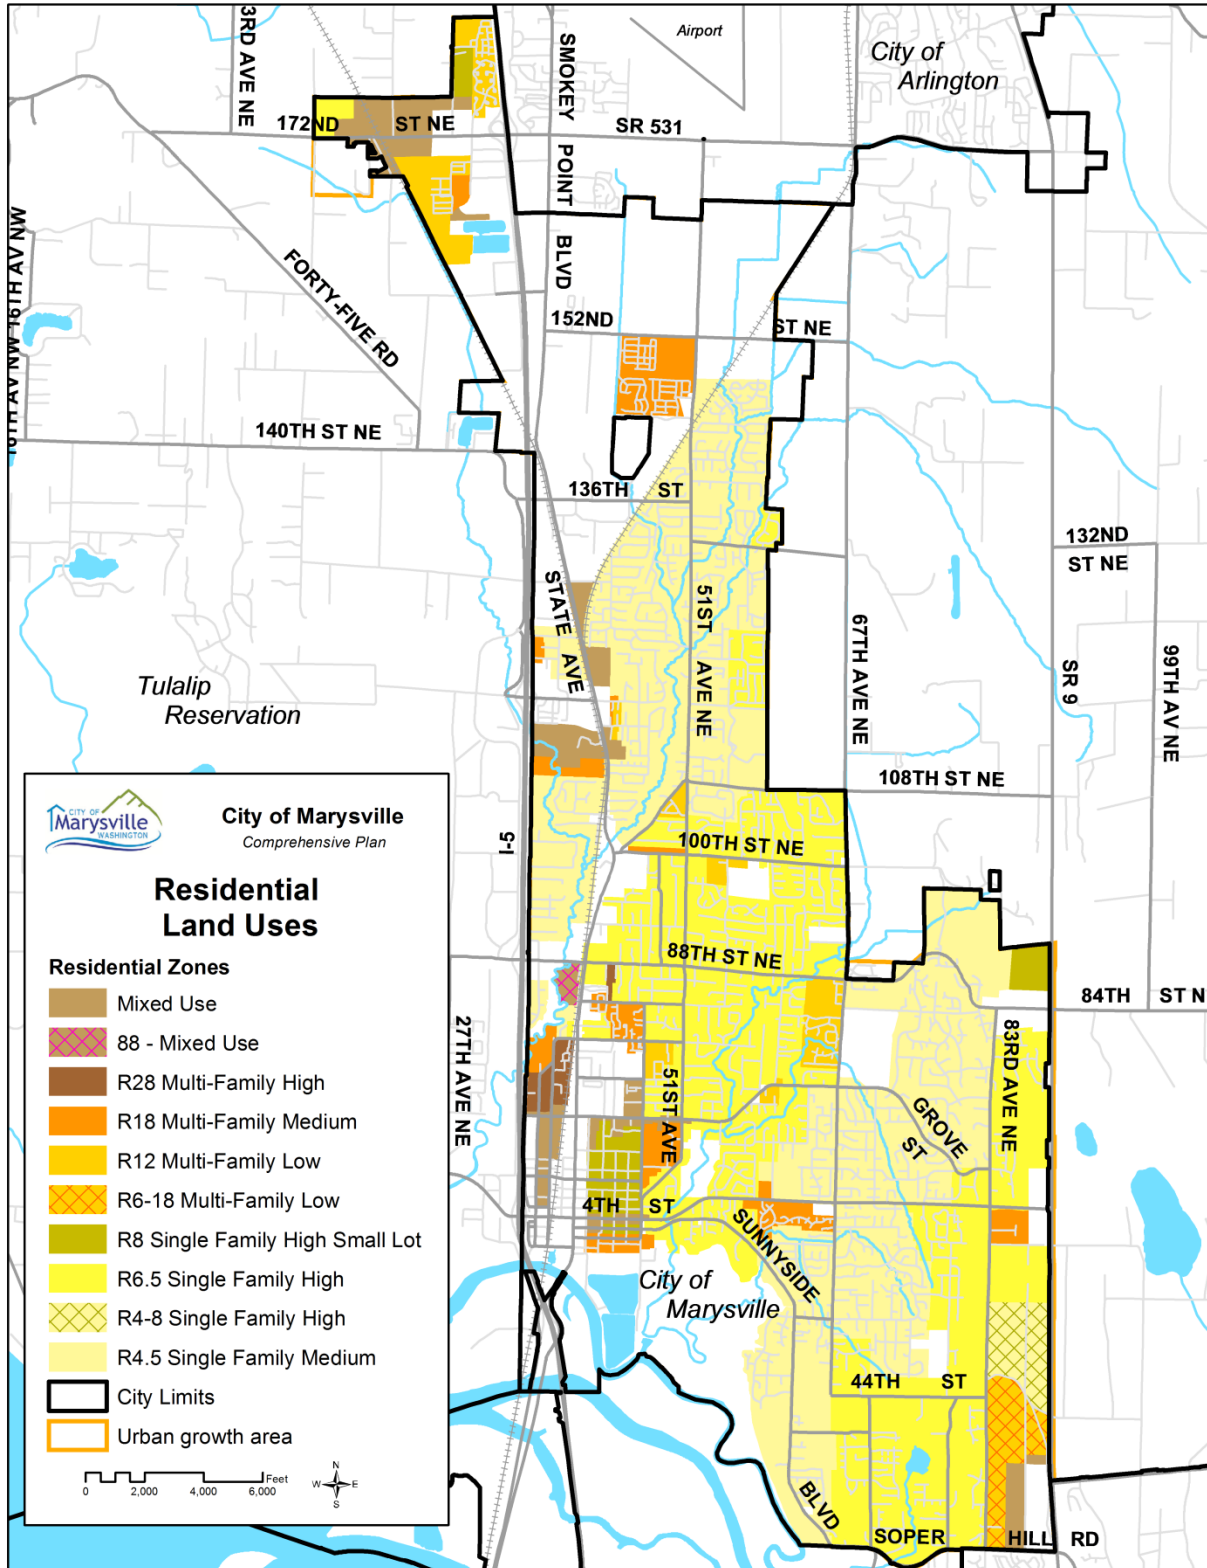 3RD AVE NE
SMOKEY
POINT
BLVD
Airport
City of
Arlington
172ND
ST NE
SR 531
FORTY-FIVE RD
152ND
ST NE
16TH AV NW
140TH ST NE
136TH
ST
132ND
ST NE
STATE
AVE
51ST
AVE NE
67TH AVE NE
SR 9
99TH AV NE
Tulalip
Reservation
108TH ST NE
I-5
100TH ST NE
88TH ST NE
84TH
ST N
27TH AVE NE
51ST AVE
83RD AVE NE
GROVE
ST
4TH
ST
SUNNYSIDE
City of
Marysville
44TH
ST
BLVD
SOPER
HILL
RD
CITY OF
Marysville
WASHINGTON
City of Marysville
Comprehensive Plan
Residential
Land Uses
Residential Zones
Mixed Use
88 - Mixed Use
R28 Multi-Family High
R18 Multi-Family Medium
R12 Multi-Family Low
R6-18 Multi-Family Low
R8 Single Family High Small Lot
R6.5 Single Family High
R4-8 Single Family High
R4.5 Single Family Medium
City Limits
Urban growth area
Feet
0 2,000 4,000 6,000
N
W E
S